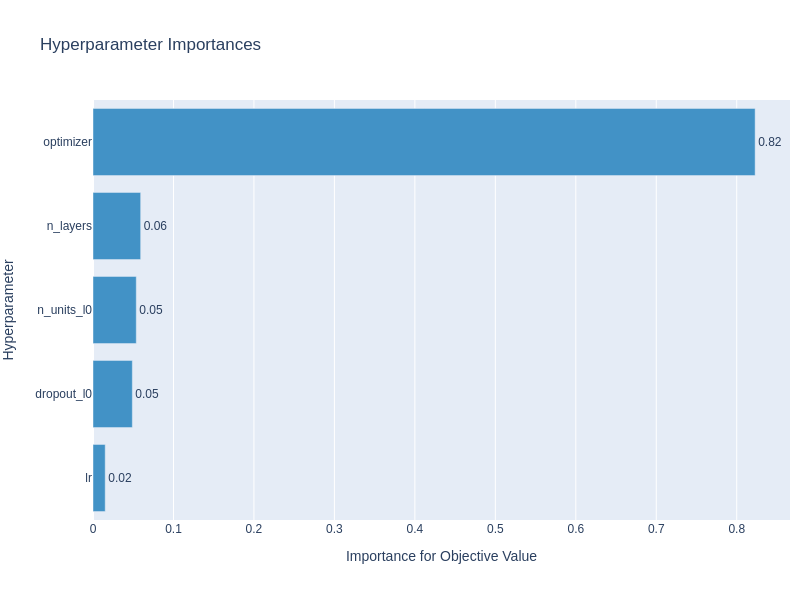 Hyperparameter Importances
Hyperparameter
optimizer
0.82
n_layers
0.06
n_units_l0
0.05
dropout_l0
0.05
lr
0.02
0
0.1
0.2
0.3
0.4
0.5
0.6
0.7
0.8
Importance for Objective Value